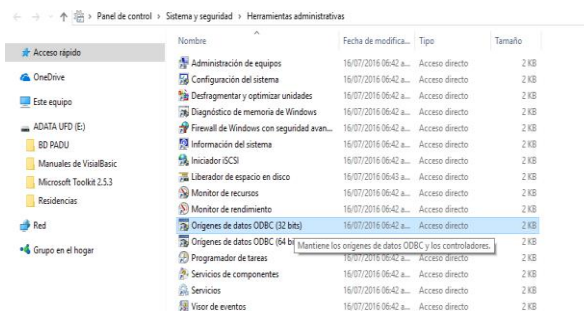 Panel de control > Sistema y seguridad > Herramientas administrativas
Nombre Fecha de modifica... Tipo Tamaño
Acceso rápido
OneDrive
Este equipo
ADATA UFD (E:)
BD PADU
Manuales de VisialBasic
Microsoft Toolkit 2.5.3
Residencias
Red
Grupo en el hogar
Administración de equipos 16/07/2016 06:42 a... Acceso directo 2 KB
Configuración del sistema 16/07/2016 06:42 a... Acceso directo 2 KB
Desfragmentar y optimizar unidades 16/07/2016 06:42 a... Acceso directo 2 KB
Diagnóstico de memoria de Windows 16/07/2016 06:42 a... Acceso directo 2 KB
Firewall de Windows con seguridad avan... 16/07/2016 06:42 a... Acceso directo 2 KB
Información del sistema 16/07/2016 06:42 a... Acceso directo 2 KB
Iniciador iSCSI 16/07/2016 06:42 a... Acceso directo 2 KB
Liberador de espacio en disco 16/07/2016 06:43 a... Acceso directo 2 KB
Monitor de recursos 16/07/2016 06:42 a... Acceso directo 2 KB
Monitor de rendimiento 16/07/2016 06:42 a... Acceso directo 2 KB
Orígenes de datos ODBC (32 bits) 16/07/2016 06:42 a... Acceso directo 2 KB
Orígenes de datos ODBC (64 bi 2 KB
Mantiene los orígenes de datos ODBC y los controladores.
Programador de tareas 16/07/2016 06:42 a... Acceso directo 2 KB
Servicios de componentes 16/07/2016 06:42 a... Acceso directo 2 KB
Servicios 16/07/2016 06:42 a... Acceso directo 2 KB
Visor de eventos 16/07/2016 06:42 a... Acceso directo 2 KB